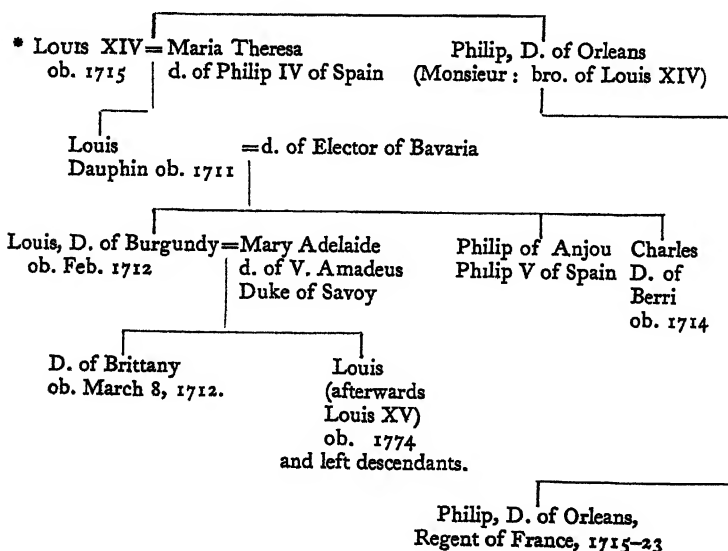 * Louis XIV = Maria Theresa
ob. 1715 d. of Philip IV of Spain
Philip, D. of Orleans
(Monsieur : bro. of Louis XIV)
Louis = d. of Elector of Bavaria
Dauphin ob. 1711
Louis, D. of Burgundy = Mary Adelaide
ob. Feb. 1712 d. of V. Amadeus
Duke of Savoy
Philip of Anjou
Philip V of Spain
Charles
D. of
Berri
ob. 1714
D. of Brittany
ob. March 8, 1712.
Louis
(afterwards
Louis XV)
ob. 1774
and left descendants.
Philip, D. of Orleans,
Regent of France, 1715–23